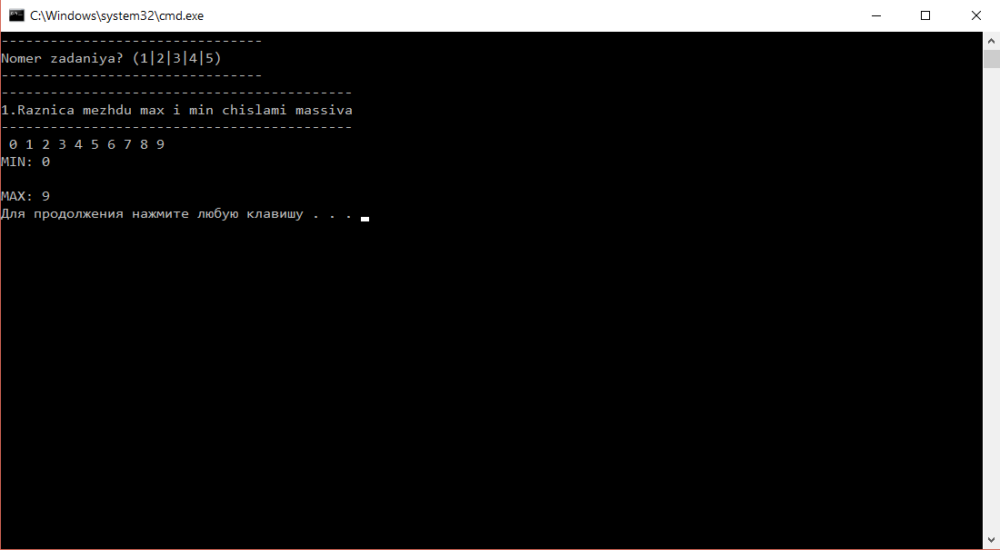 C:\Windows\system32\cmd.exe
--------------------------------
Nomer zadaniya? (1|2|3|4|5)
--------------------------------
-------------------------------------------
1.Raznica mezhdu max i min chislami massiva
-------------------------------------------
 0 1 2 3 4 5 6 7 8 9
MIN: 0

MAX: 9
Для продолжения нажмите любую клавишу . . .